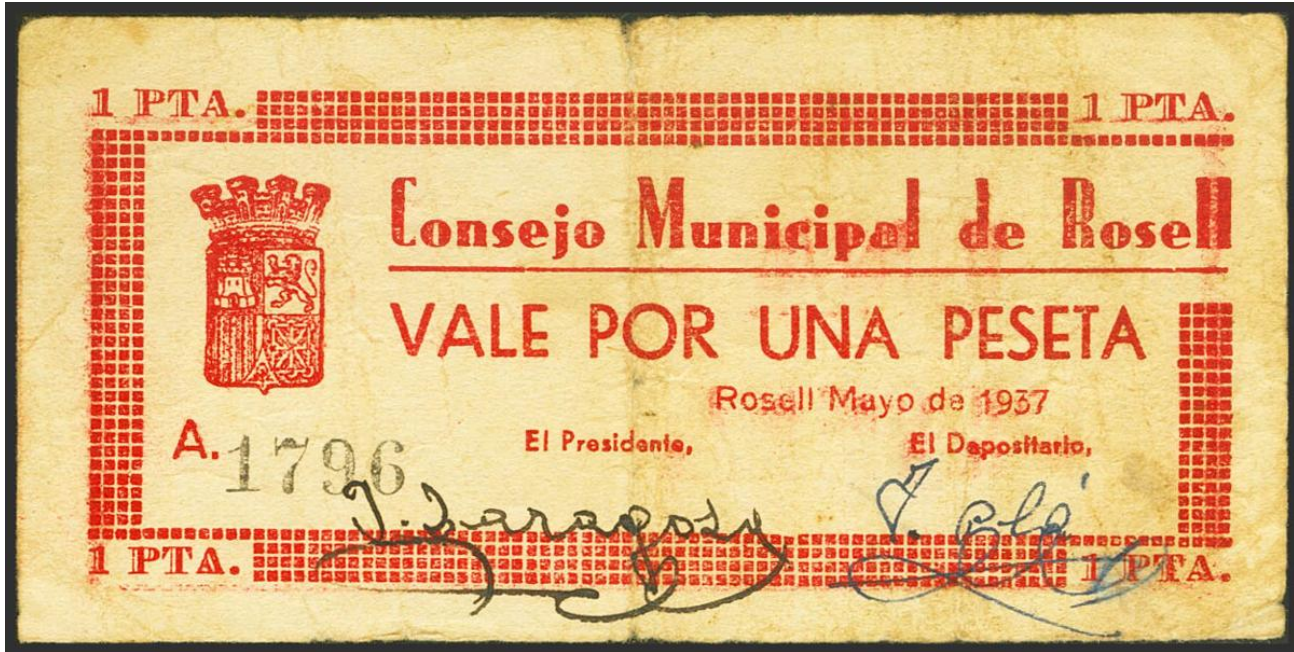 1 PTA. 1 PTA.
Consejo Municipal de Rosell
VALE POR UNA PESETA
Rosell Mayo de 1937
A. 1796
El Presidente, El Depositario,
J. Zaragoza
1 PTA. 1 PTA.